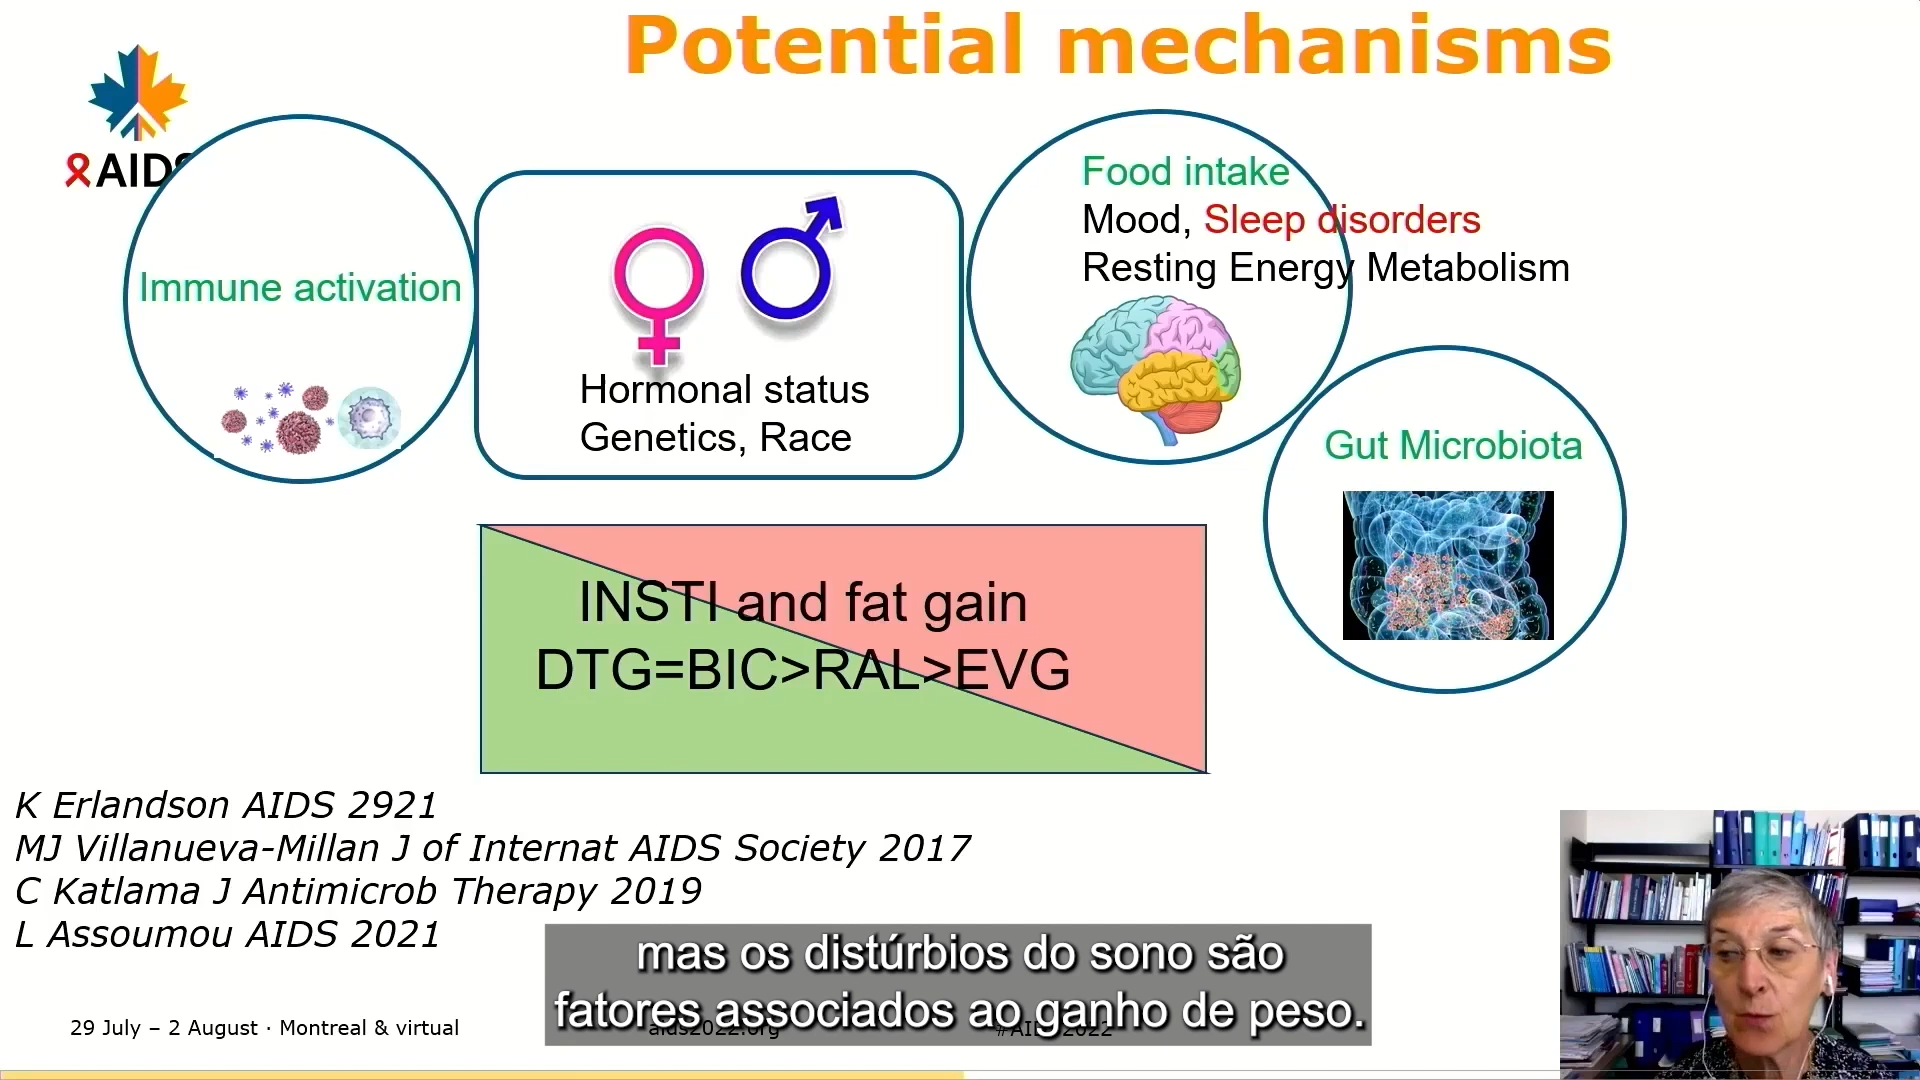 Potential mechanisms
AIDS
Immune activation
Hormonal status
Genetics, Race
Food intake
Mood, Sleep disorders
Resting Energy Metabolism
Gut Microbiota
INSTI and fat gain
DTG=BIC>RAL>EVG
K Erlandson AIDS 2921
MJ Villanueva-Millan J of Internat AIDS Society 2017
C Katlama J Antimicrob Therapy 2019
L Assoumou AIDS 2021
mas os distúrbios do sono são
fatores associados ao ganho de peso.
29 July – 2 August · Montreal & virtual
aids2022.org
#AIDS2022